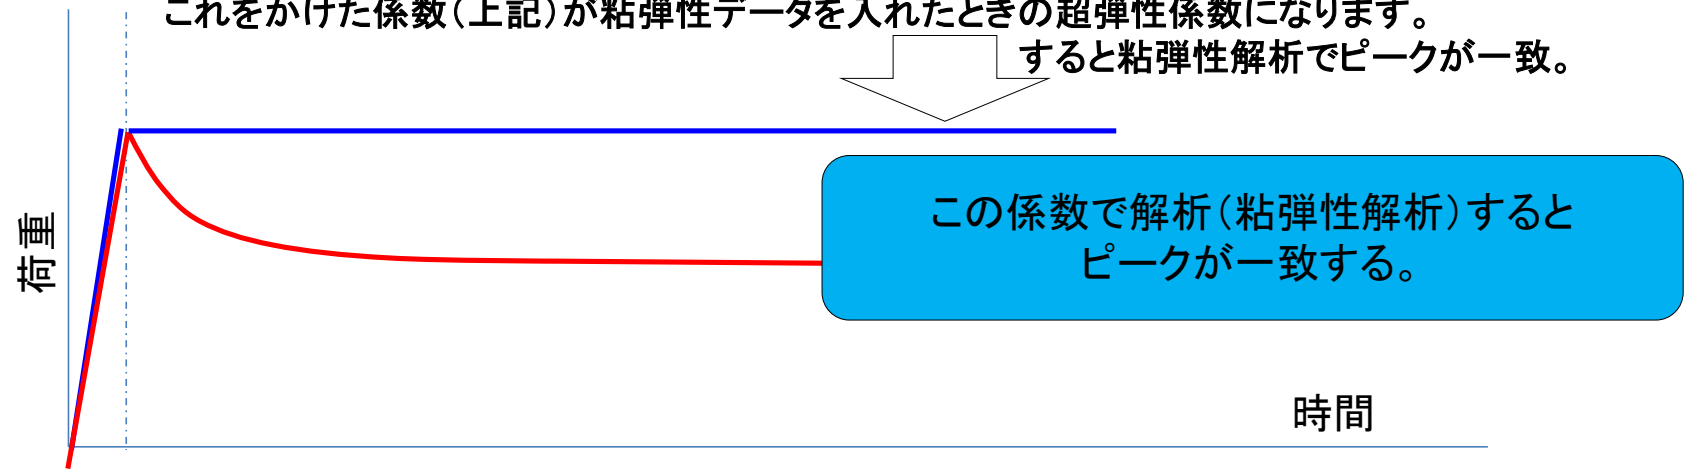 これをかけた係数(上記)が粘弾性データを入れたときの超弾性係数になります。
すると粘弾性解析でピークが一致。
この係数で解析(粘弾性解析)すると
ピークが一致する。
荷重
時間